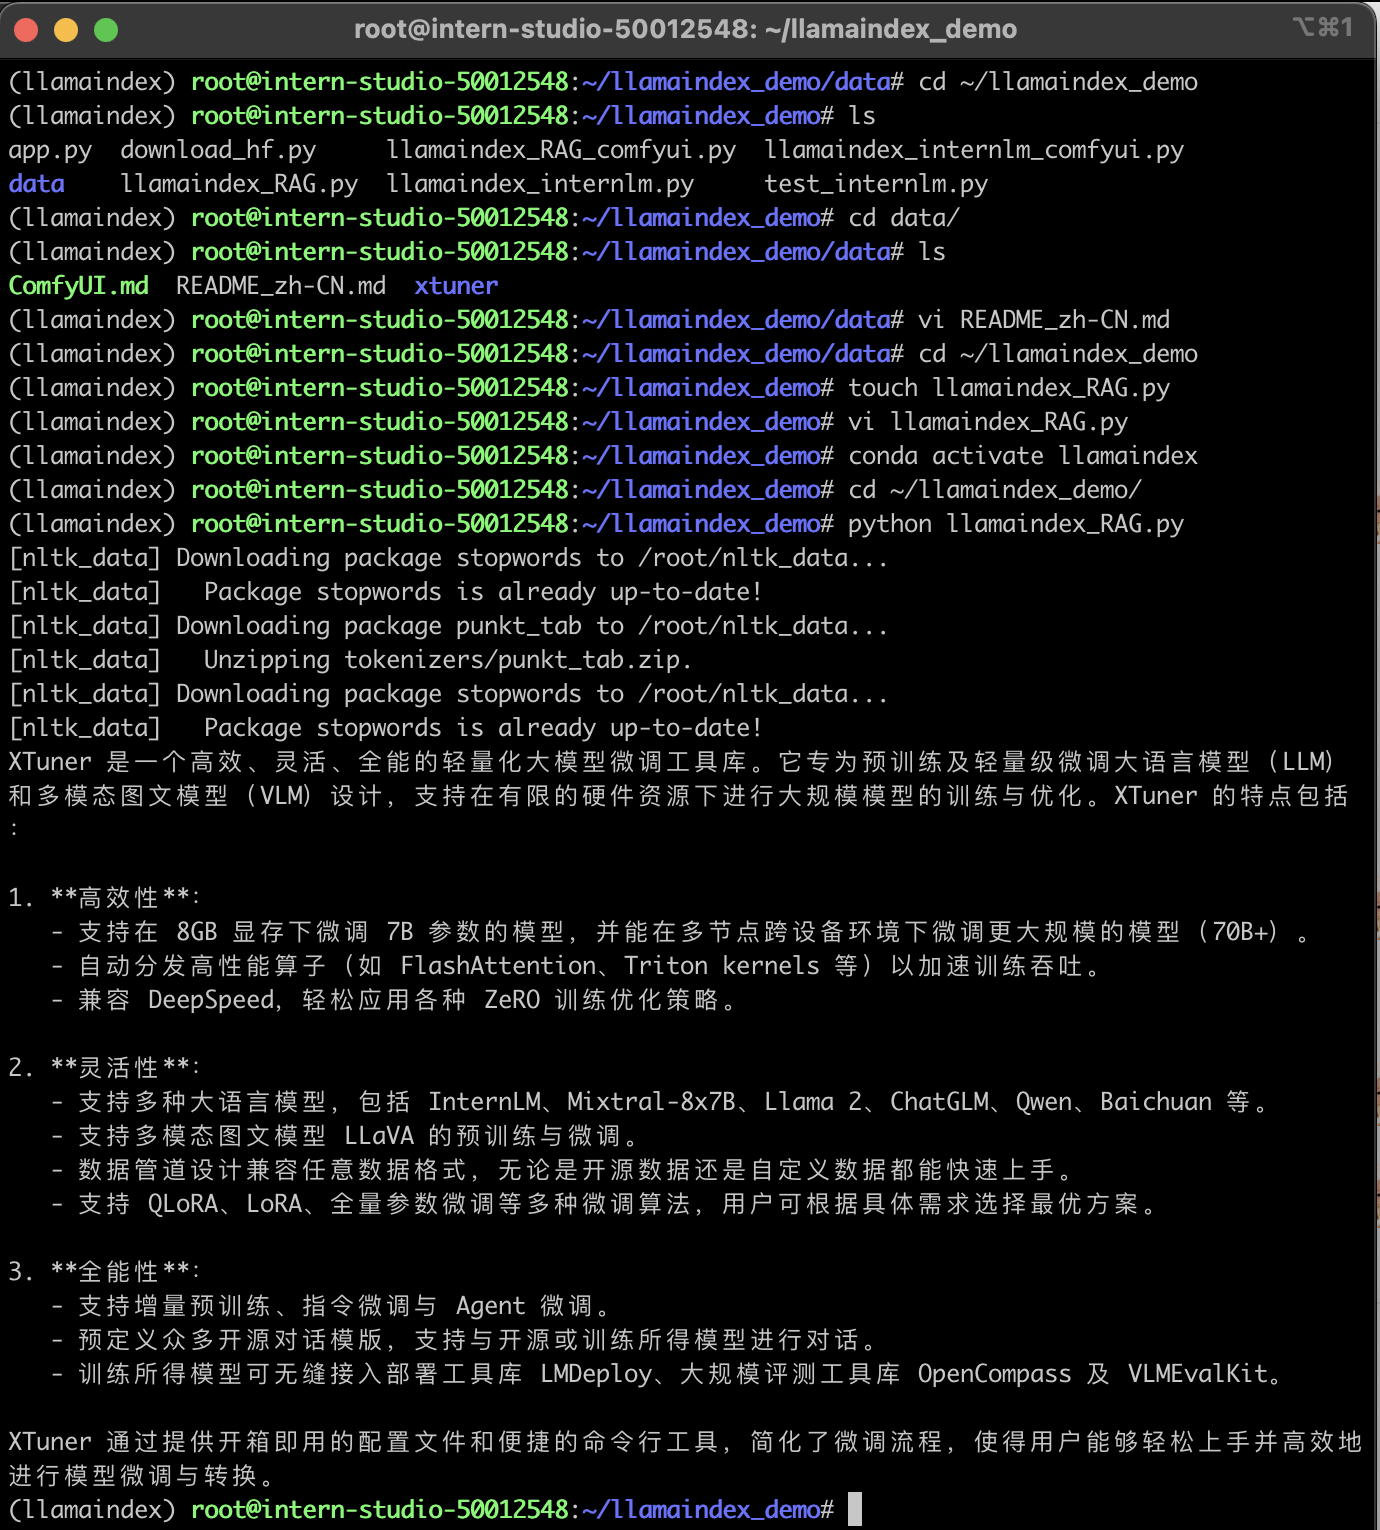 root@intern-studio-50012548: ~/llamaindex_demo ⌥⌘1
(llamaindex) root@intern-studio-50012548:~/llamaindex_demo/data# cd ~/llamaindex_demo
(llamaindex) root@intern-studio-50012548:~/llamaindex_demo# ls
app.py  download_hf.py     llamaindex_RAG_comfyui.py  llamaindex_internlm_comfyui.py
data    llamaindex_RAG.py  llamaindex_internlm.py     test_internlm.py
(llamaindex) root@intern-studio-50012548:~/llamaindex_demo# cd data/
(llamaindex) root@intern-studio-50012548:~/llamaindex_demo/data# ls
ComfyUI.md  README_zh-CN.md  xtuner
(llamaindex) root@intern-studio-50012548:~/llamaindex_demo/data# vi README_zh-CN.md
(llamaindex) root@intern-studio-50012548:~/llamaindex_demo/data# cd ~/llamaindex_demo
(llamaindex) root@intern-studio-50012548:~/llamaindex_demo# touch llamaindex_RAG.py
(llamaindex) root@intern-studio-50012548:~/llamaindex_demo# vi llamaindex_RAG.py
(llamaindex) root@intern-studio-50012548:~/llamaindex_demo# conda activate llamaindex
(llamaindex) root@intern-studio-50012548:~/llamaindex_demo# cd ~/llamaindex_demo/
(llamaindex) root@intern-studio-50012548:~/llamaindex_demo# python llamaindex_RAG.py
[nltk_data] Downloading package stopwords to /root/nltk_data...
[nltk_data]   Package stopwords is already up-to-date!
[nltk_data] Downloading package punkt_tab to /root/nltk_data...
[nltk_data]   Unzipping tokenizers/punkt_tab.zip.
[nltk_data] Downloading package stopwords to /root/nltk_data...
[nltk_data]   Package stopwords is already up-to-date!
XTuner 是一个高效、灵活、全能的轻量化大模型微调工具库。它专为预训练及轻量级微调大语言模型（LLM）
和多模态图文模型（VLM）设计，支持在有限的硬件资源下进行大规模模型的训练与优化。XTuner 的特点包括
：
1. **高效性**：
   - 支持在 8GB 显存下微调 7B 参数的模型，并能在多节点跨设备环境下微调更大规模的模型（70B+）。
   - 自动分发高性能算子（如 FlashAttention、Triton kernels 等）以加速训练吞吐。
   - 兼容 DeepSpeed，轻松应用各种 ZeRO 训练优化策略。
2. **灵活性**：
   - 支持多种大语言模型，包括 InternLM、Mixtral-8x7B、Llama 2、ChatGLM、Qwen、Baichuan 等。
   - 支持多模态图文模型 LLaVA 的预训练与微调。
   - 数据管道设计兼容任意数据格式，无论是开源数据还是自定义数据都能快速上手。
   - 支持 QLoRA、LoRA、全量参数微调等多种微调算法，用户可根据具体需求选择最优方案。
3. **全能性**：
   - 支持增量预训练、指令微调与 Agent 微调。
   - 预定义众多开源对话模版，支持与开源或训练所得模型进行对话。
   - 训练所得模型可无缝接入部署工具库 LMDeploy、大规模评测工具库 OpenCompass 及 VLMEvalKit。
XTuner 通过提供开箱即用的配置文件和便捷的命令行工具，简化了微调流程，使得用户能够轻松上手并高效地
进行模型微调与转换。
(llamaindex) root@intern-studio-50012548:~/llamaindex_demo#